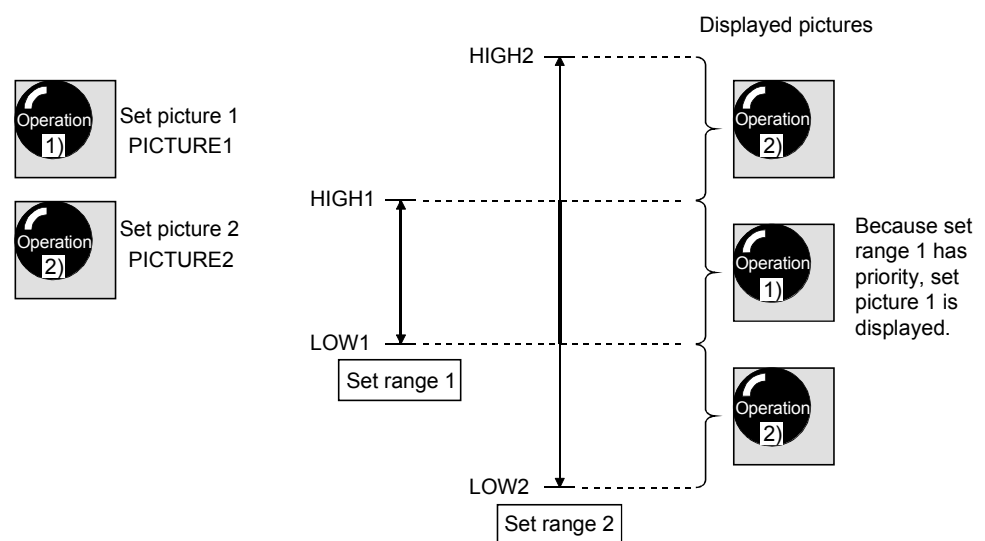 Displayed pictures
HIGH2
Operation
1)
Set picture 1
PICTURE1
Operation
2)
HIGH1
Operation
2)
Set picture 2
PICTURE2
Operation
1)
Because set
range 1 has
priority, set
picture 1 is
displayed.
LOW1
Set range 1
Operation
2)
LOW2
Set range 2